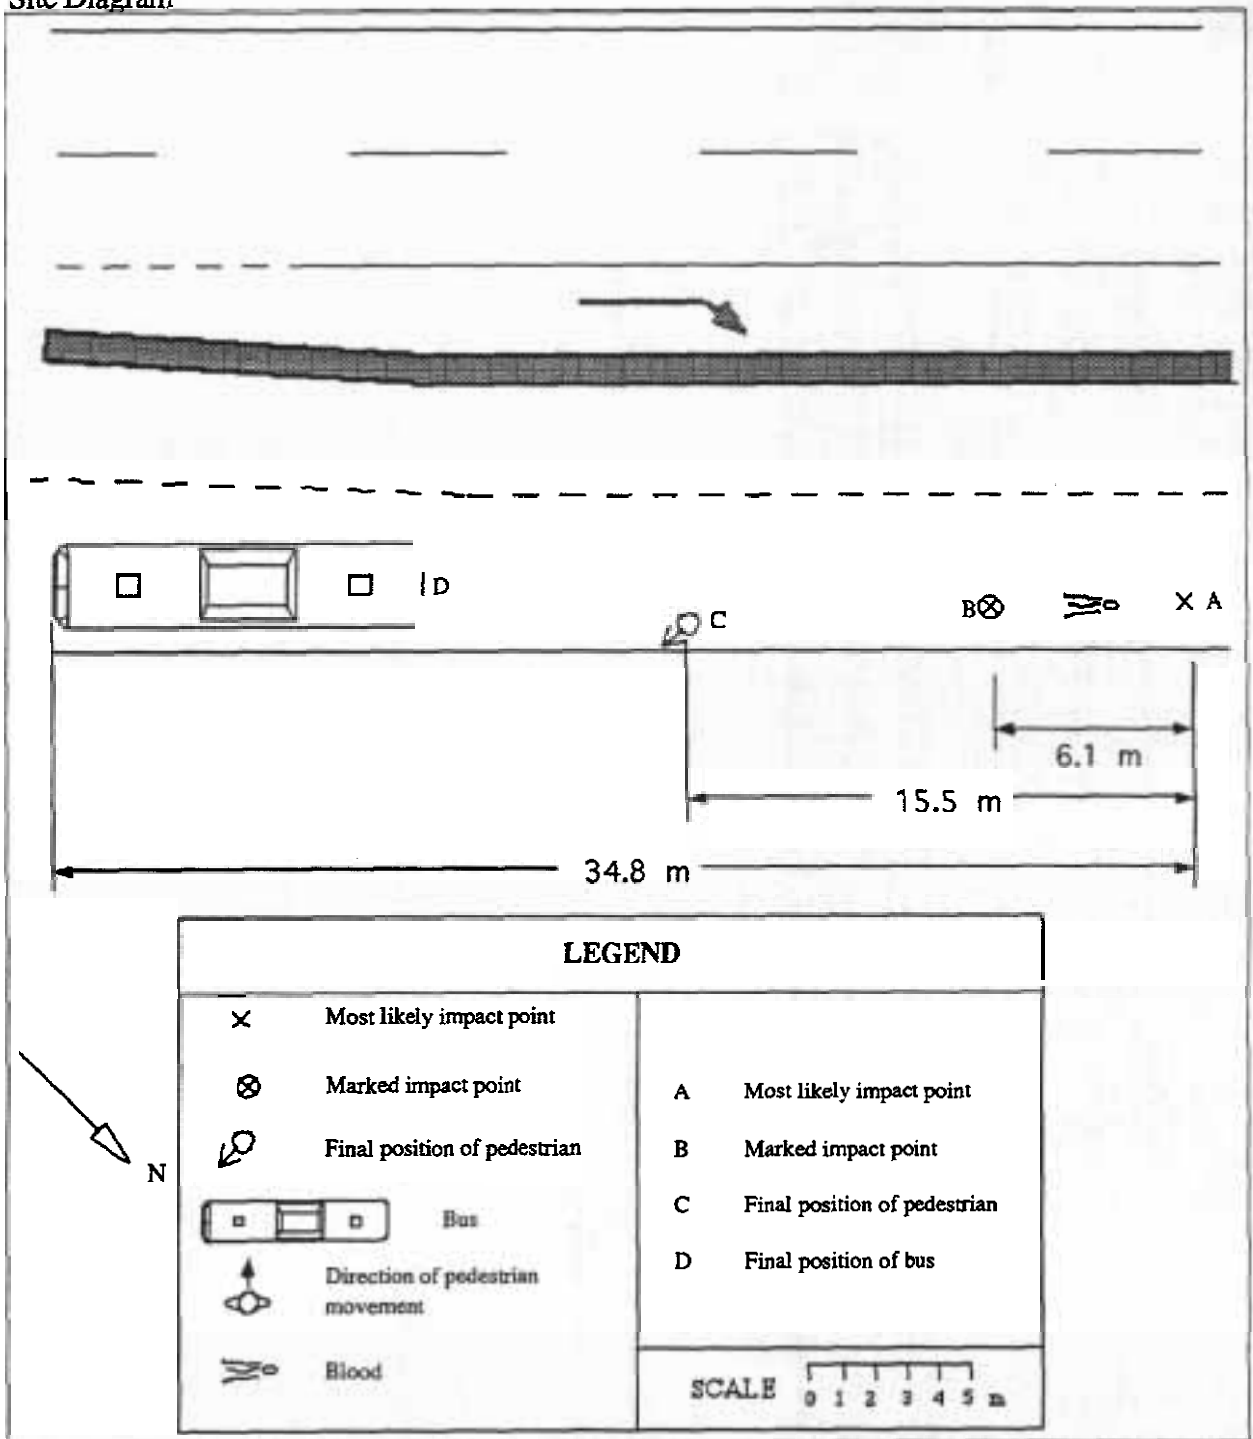 Site Diagram
D
C
B
A
6.1 m
15.5 m
34.8 m
N
LEGEND
Most likely impact point
Marked impact point
Final position of pedestrian
Bus
Direction of pedestrian
movement
Blood
A Most likely impact point
B Marked impact point
C Final position of pedestrian
D Final position of bus
SCALE 0 1 2 3 4 5 m